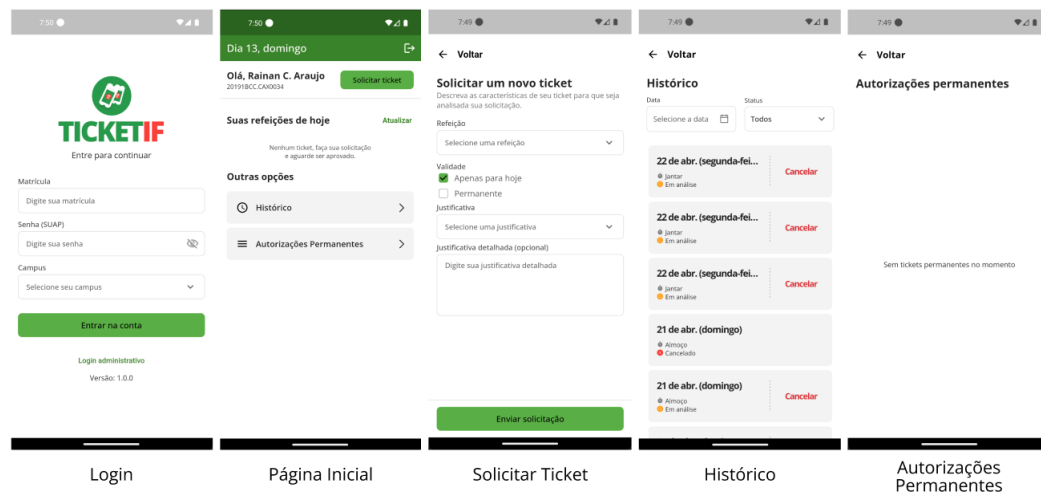 7:50
TICKETIF
Entre para continuar
Matrícula
Digite sua matrícula
Senha (SUAP)
Digite sua senha
Campus
Selecione seu campus
Entrar na conta
Login administrativo
Versão: 1.0.0
Login
7:50
Dia 13, domingo
Olá, Rainan C. Araujo
20191BCC.CAX0034
Solicitar ticket
Suas refeições de hoje
Atualizar
Nenhum ticket, faça sua solicitação
e aguarde ser aprovado.
Outras opções
Histórico
Autorizações Permanentes
Página Inicial
7:49
Voltar
Solicitar um novo ticket
Descreva as características de seu ticket para que seja
analisada sua solicitação.
Refeição
Selecione uma refeição
Validade
Apenas para hoje
Permanente
Justificativa
Selecione uma justificativa
Justificativa detalhada (opcional)
Digite sua justificativa detalhada
Enviar solicitação
Solicitar Ticket
7:49
Voltar
Histórico
Data
Status
Selecione a data
Todos
22 de abr. (segunda-fei...
Jantar
Em análise
Cancelar
22 de abr. (segunda-fei...
Jantar
Em análise
Cancelar
22 de abr. (segunda-fei...
Jantar
Em análise
Cancelar
21 de abr. (domingo)
Almoço
Cancelado
21 de abr. (domingo)
Almoço
Em análise
Cancelar
Histórico
7:49
Voltar
Autorizações permanentes
Sem tickets permanentes no momento
Autorizações
Permanentes